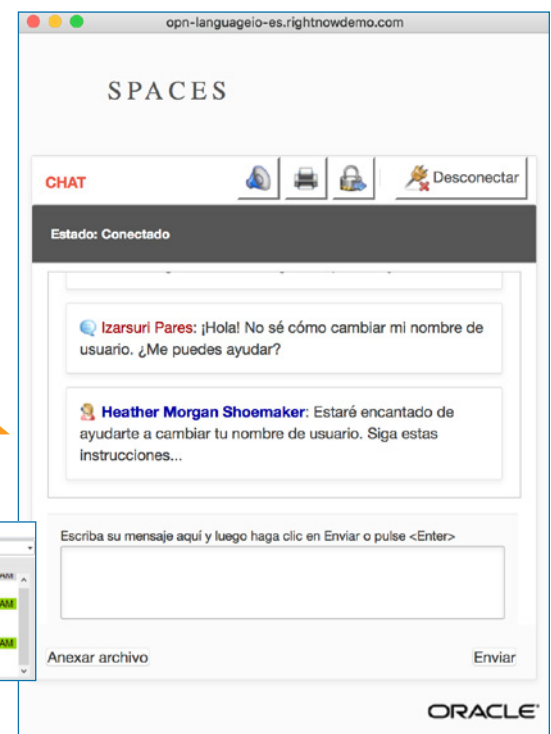 opn-languageio-es.rightnowdemo.com
SPACES
CHAT
Desconectar
Estado: Conectado
Izarsuri Pares: ¡Hola! No sé cómo cambiar mi nombre de
usuario. ¿Me puedes ayudar?
Heather Morgan Shoemaker: Estaré encantado de
ayudarte a cambiar tu nombre de usuario. Siga estas
instrucciones...
Escriba su mensaje aquí y luego haga clic en Enviar o pulse <Enter>
AM
AM
Anexar archivo
Enviar
ORACLE